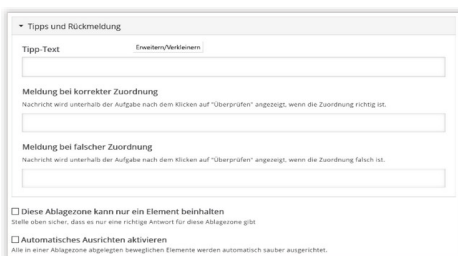 Tipps und Rückmeldung
Tipp-Text
Erweitern/Verkleinern
Meldung bei korrekter Zuordnung
Nachricht wird unterhalb der Aufgabe nach dem Klicken auf "Überprüfen" angezeigt, wenn die Zuordnung richtig ist.
Meldung bei falscher Zuordnung
Nachricht wird unterhalb der Aufgabe nach dem Klicken auf "Überprüfen" angezeigt, wenn die Zuordnung falsch ist.
Diese Ablagezone kann nur ein Element beinhalten
Stelle oben sicher, dass es nur eine richtige Antwort für diese Ablagezone gibt
Automatisches Ausrichten aktivieren
Alle in einer Ablagezone abgelegten beweglichen Elemente werden automatisch sauber ausgerichtet.